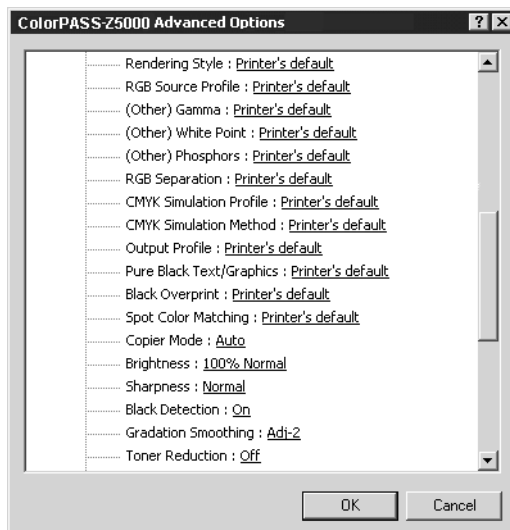 ColorPASS-Z5000 Advanced Options
Rendering Style : Printer's default
RGB Source Profile : Printer's default
(Other) Gamma : Printer's default
(Other) White Point : Printer's default
(Other) Phosphors : Printer's default
RGB Separation : Printer's default
CMYK Simulation Profile : Printer's default
CMYK Simulation Method : Printer's default
Output Profile : Printer's default
Pure Black Text/Graphics : Printer's default
Black Overprint : Printer's default
Spot Color Matching : Printer's default
Copier Mode : Auto
Brightness : 100% Normal
Sharpness : Normal
Black Detection : On
Gradation Smoothing : Adj-2
Toner Reduction : Off
OK Cancel